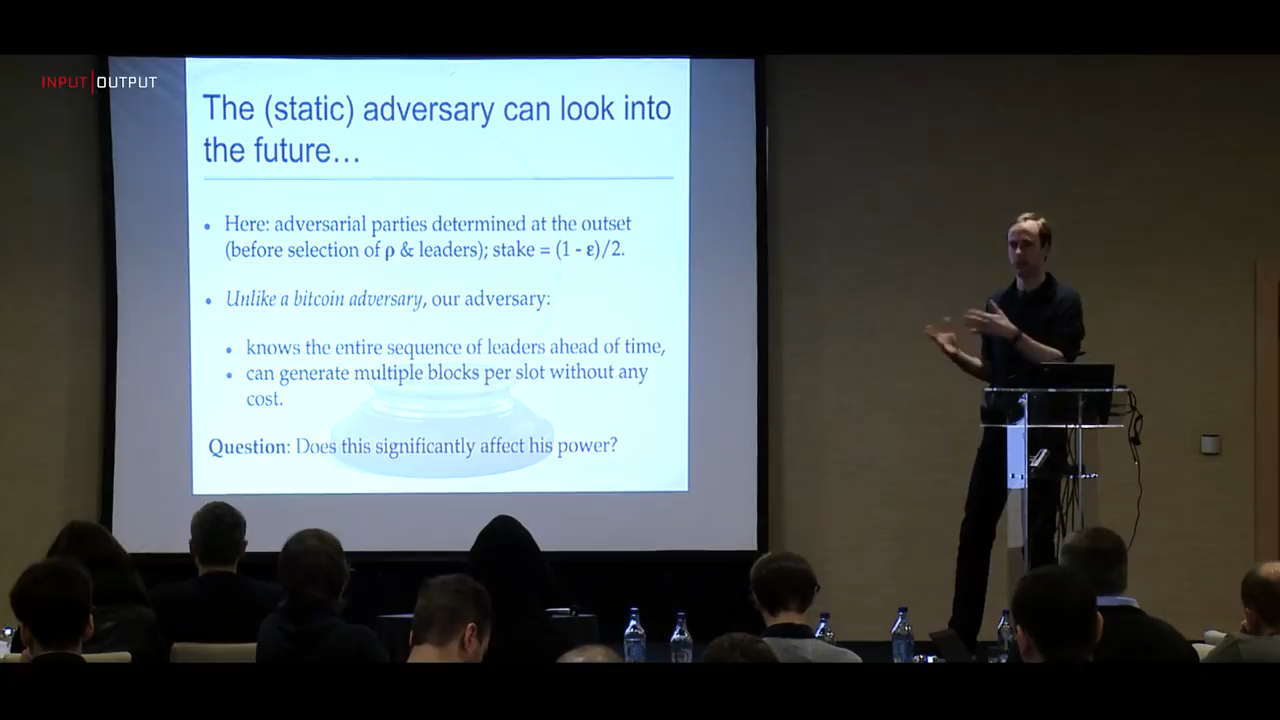 INPUT|OUTPUT
The (static) adversary can look into
the future…
• Here: adversarial parties determined at the outset
(before selection of ρ & leaders); stake = (1 - ε)/2.
• Unlike a bitcoin adversary, our adversary:
• knows the entire sequence of leaders ahead of time,
• can generate multiple blocks per slot without any
cost.
Question: Does this significantly affect his power?